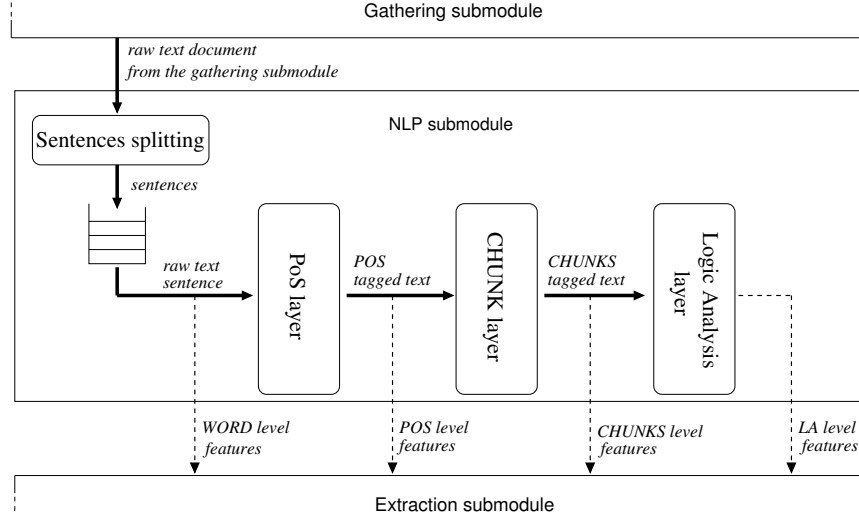 Gathering submodule
raw text document
from the gathering submodule
NLP submodule
Sentences splitting
sentences
raw text
sentence
PoS layer
POS
tagged text
CHUNK layer
CHUNKS
tagged text
Logic Analysis
layer
WORD level
features
POS level
features
CHUNKS level
features
LA level
features
Extraction submodule